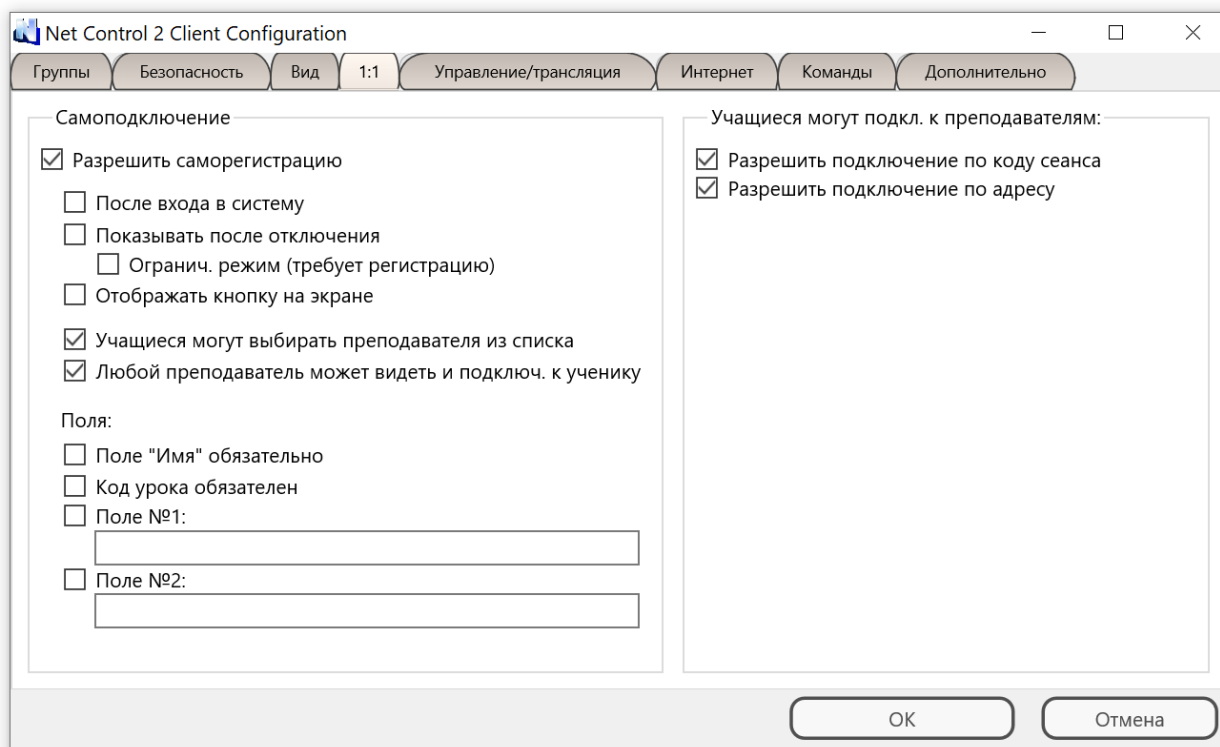 Net Control 2 Client Configuration
Группы Безопасность Вид 1:1 Управление/трансляция Интернет Команды Дополнительно
Самоподключение
Разрешить саморегистрацию
После входа в систему
Показывать после отключения
Огранич. режим (требует регистрацию)
Отображать кнопку на экране
Учащиеся могут выбирать преподавателя из списка
Любой преподаватель может видеть и подключ. к ученику
Поля:
Поле "Имя" обязательно
Код урока обязателен
Поле №1:
Поле №2:
Учащиеся могут подкл. к преподавателям:
Разрешить подключение по коду сеанса
Разрешить подключение по адресу
ОК Отмена